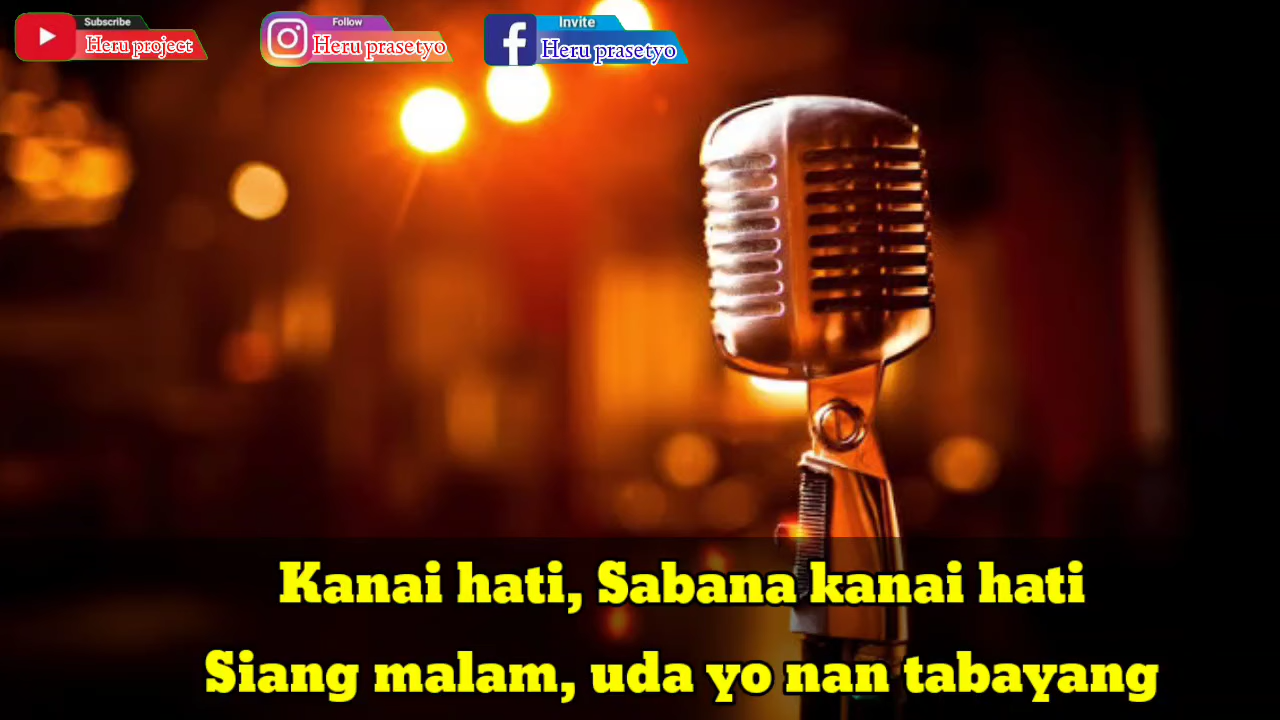 Subscribe
Heru project
Follow
Heru prasetyo
Invite
Heru prasetyo
Kanai hati, Sabana kanai hati
Siang malam, uda yo nan tabayang